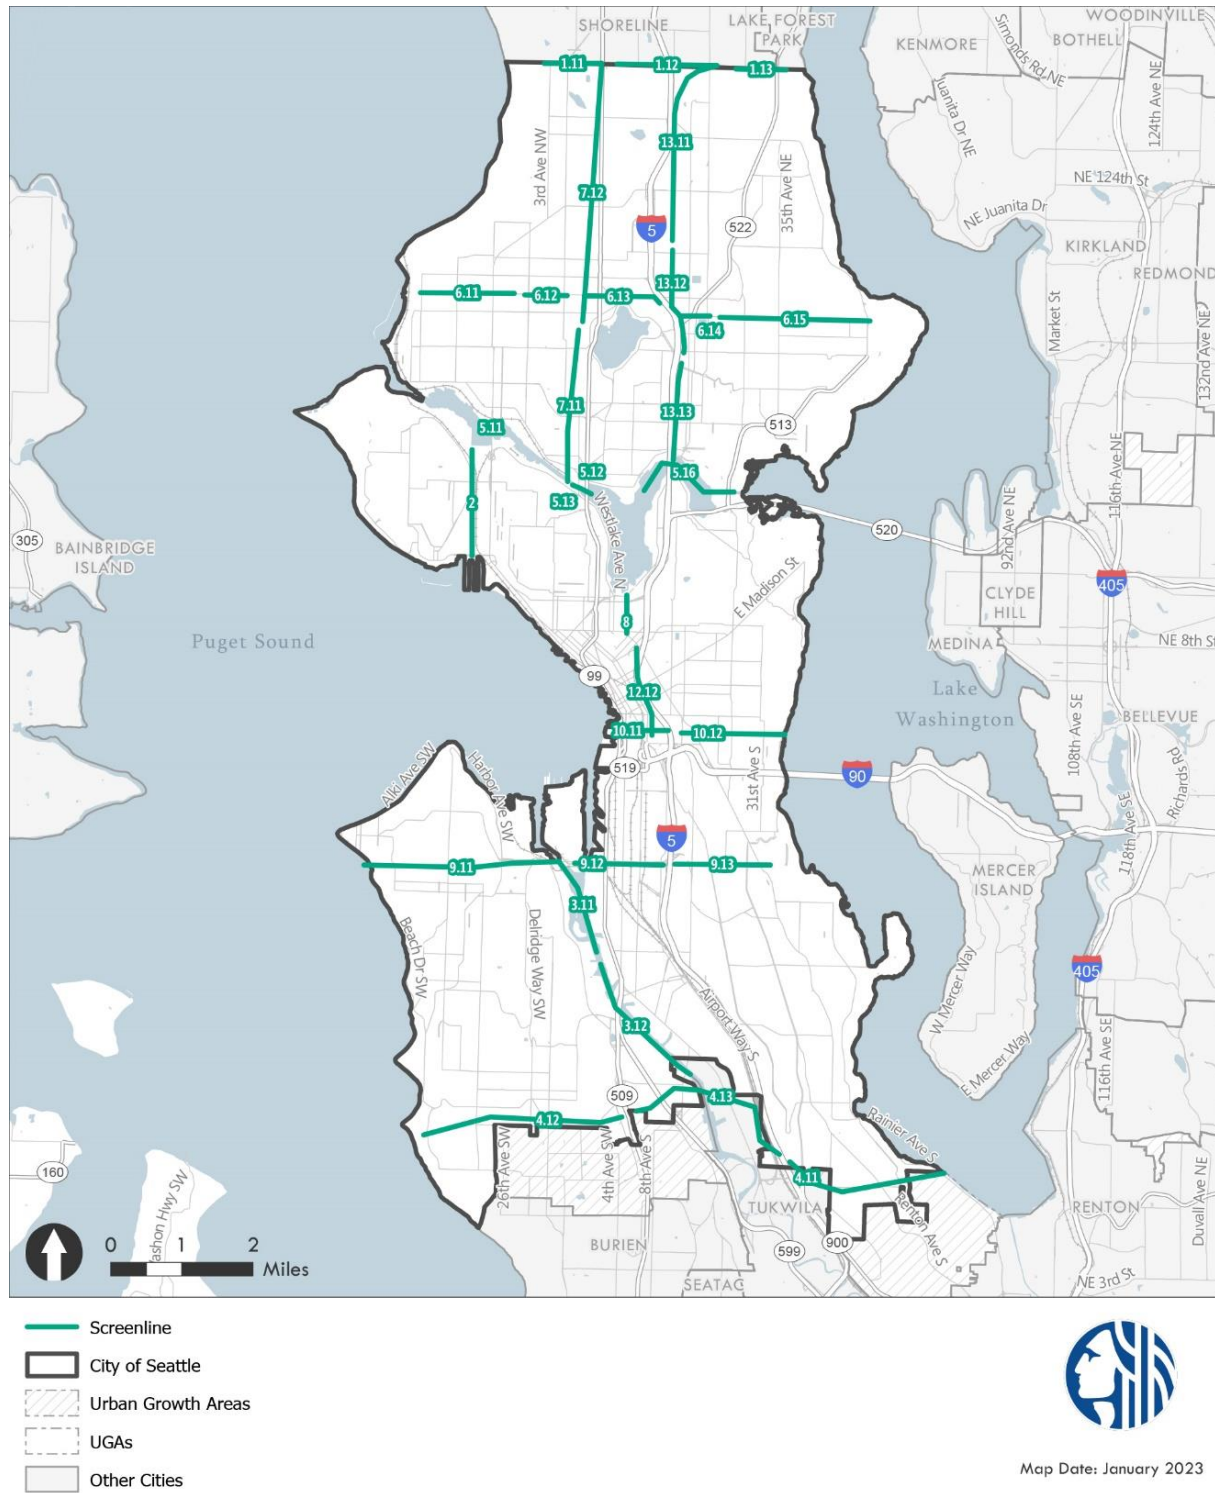 SHORELINE
LAKE FOREST
PARK
WOODINVILLE
KENMORE
BOTHELL
Simonds Rd NE
1.11
1.12
1.13
Juanita Dr NE
124th Ave NE
13.11
3rd Ave NW
7.12
35th Ave NE
NE 124th St
NE Juanita Dr
5
522
KIRKLAND
REDMOND
6.11
6.12
6.13
13.12
6.14
6.15
Market St
132nd Ave NE
7.11
13.13
513
5.11
5.12
5.16
5.13
2
Westlake Ave N
116th Ave NE
92nd Ave NE
520
305
BAINBRIDGE
ISLAND
405
E Madison St
CLYDE
HILL
8
Puget Sound
MEDINA
NE 8th St
99
12.12
Lake
Washington
10.11
10.12
108th Ave SE
BELLEVUE
Alki Ave SW
Harbor Ave SW
519
31st Ave S
90
Richards Rd
118th Ave SE
5
9.11
9.12
9.13
MERCER
ISLAND
3.11
Beach Dr SW
Delridge Way SW
405
W Mercer Way
Airport Way S
3.12
E Mercer Way
116th Ave SE
509
4.13
4.12
Rainier Ave S
160
26th Ave SW
4th Ave SW
8th Ave S
4.11
ashon Hwy SW
TUKWILA
Renton Ave S
RENTON
Duvall Ave NE
BURIEN
599
900
SEATAC
NE 3rd St
0 1 2
Miles
Screenline
City of Seattle
Urban Growth Areas
UGAs
Other Cities
Map Date: January 2023